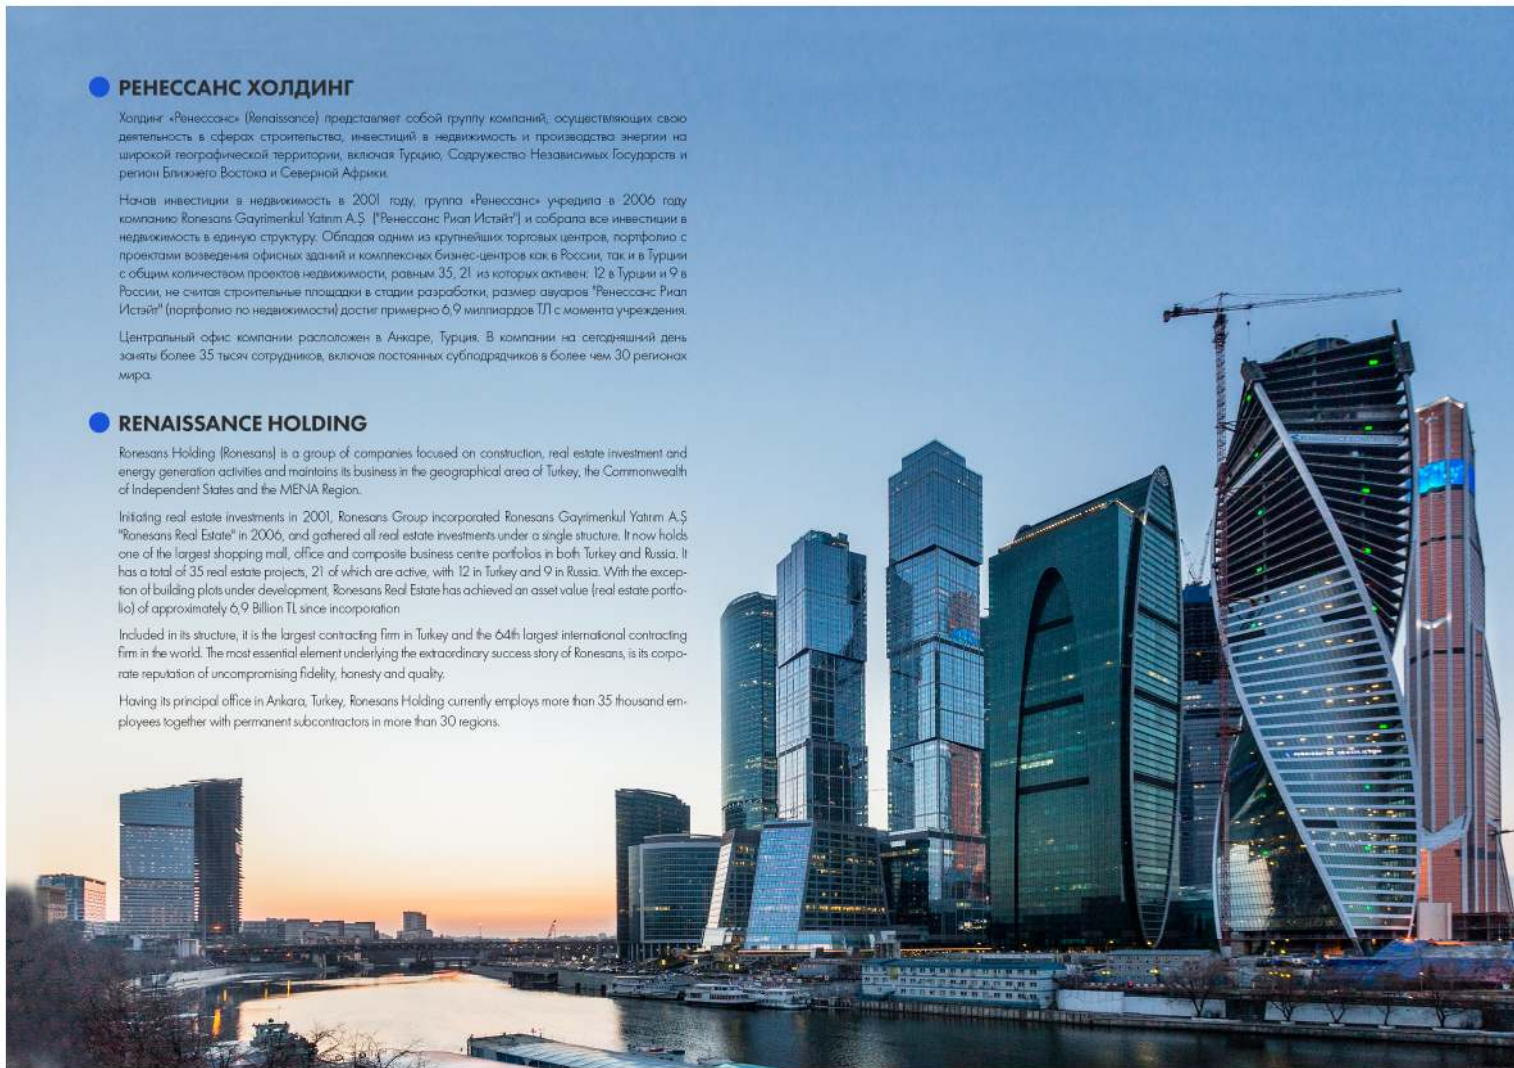 РЕНЕССАНС ХОЛДИНГ
Холдинг «Ренессанс» (Renaissance) представляет собой группу компаний, осуществляющих свою
деятельность в сферах строительства, инвестиций в недвижимость и производства энергии на
широкой географической территории, включая Турцию, Содружество Независимых Государств и
регион Ближнего Востока и Северной Африки.
Начав инвестиции в недвижимость в 2001 году, группа «Ренессанс» учредила в 2006 году
компанию Ronesans Gayrimenkul Yatırım A.Ş ("Ренессанс Риал Истэйт") и собрала все инвестиции в
недвижимость в единую структуру. Обладая одним из крупнейших торговых центров, портфолио с
проектами возведения офисных зданий и комплексных бизнес-центров как в России, так и в Турции
с общим количеством проектов недвижимости, равным 35, 21 из которых активен: 12 в Турции и 9 в
России, не считая строительные площадки в стадии разработки, размер авуаров "Ренессанс Риал
Истэйт" (портфолио по недвижимости) достиг примерно 6,9 миллиардов ТЛ с момента учреждения.
Центральный офис компании расположен в Анкаре, Турция. В компании на сегодняшний день
заняты более 35 тысяч сотрудников, включая постоянных субподрядчиков в более чем 30 регионах
мира.
RENAISSANCE HOLDING
Ronesans Holding (Ronesans) is a group of companies focused on construction, real estate investment and
energy generation activities and maintains its business in the geographical area of Turkey, the Commonwealth
of Independent States and the MENA Region.
Initiating real estate investments in 2001, Ronesans Group incorporated Ronesans Gayrimenkul Yatırım A.Ş
"Ronesans Real Estate" in 2006, and gathered all real estate investments under a single structure. It now holds
one of the largest shopping mall, office and composite business centre portfolios in both Turkey and Russia. It
has a total of 35 real estate projects, 21 of which are active, with 12 in Turkey and 9 in Russia. With the excep-
tion of building plots under development, Ronesans Real Estate has achieved an asset value (real estate portfo-
lio) of approximately 6,9 Billion TL since incorporation
Included in its structure, it is the largest contracting firm in Turkey and the 64th largest international contracting
firm in the world. The most essential element underlying the extraordinary success story of Ronesans, is its corpo-
rate reputation of uncompromising fidelity, honesty and quality.
Having its principal office in Ankara, Turkey, Ronesans Holding currently employs more than 35 thousand em-
ployees together with permanent subcontractors in more than 30 regions.